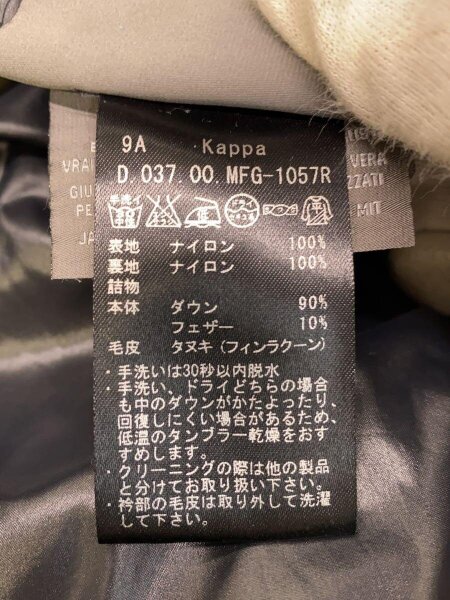 9A Kappa
D 037 00 MFG-1057R
手洗イ
表地 ナイロン 100%
裏地 ナイロン 100%
詰物
本体 ダウン 90%
フェザー 10%
毛皮 タヌキ(フィンラクーン)
・手洗いは30秒以内脱水
・手洗い、ドライどちらの場合
も中のダウンがかたよったり、
回復しにくい場合があるため、
低温のタンブラー乾燥をおす
すめします。
・クリーニングの際は他の製品
と分けてお取り扱い下さい。
・衿部の毛皮は取り外して洗濯
して下さい。
VERA
MIT